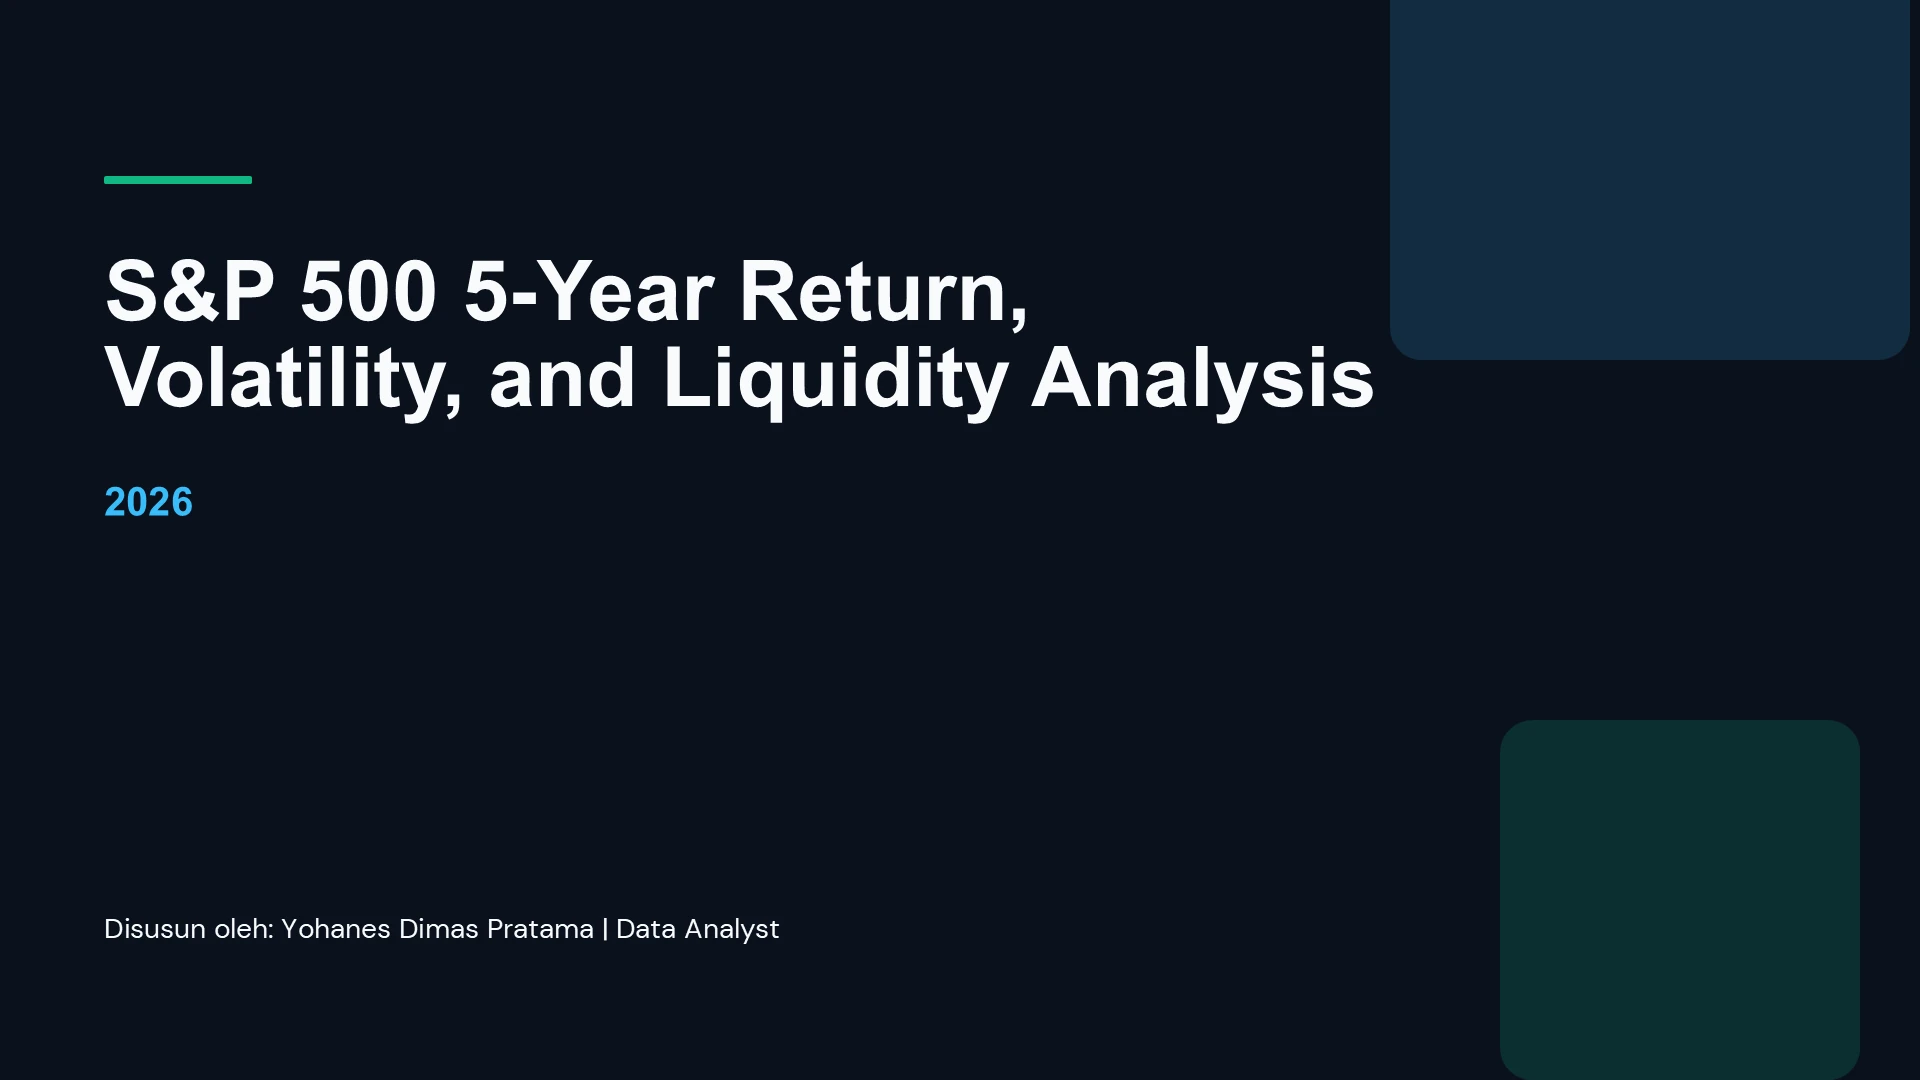 S&P 500 5-Year Return,
Volatility, and Liquidity Analysis
2026
Disusun oleh: Yohanes Dimas Pratama | Data Analyst